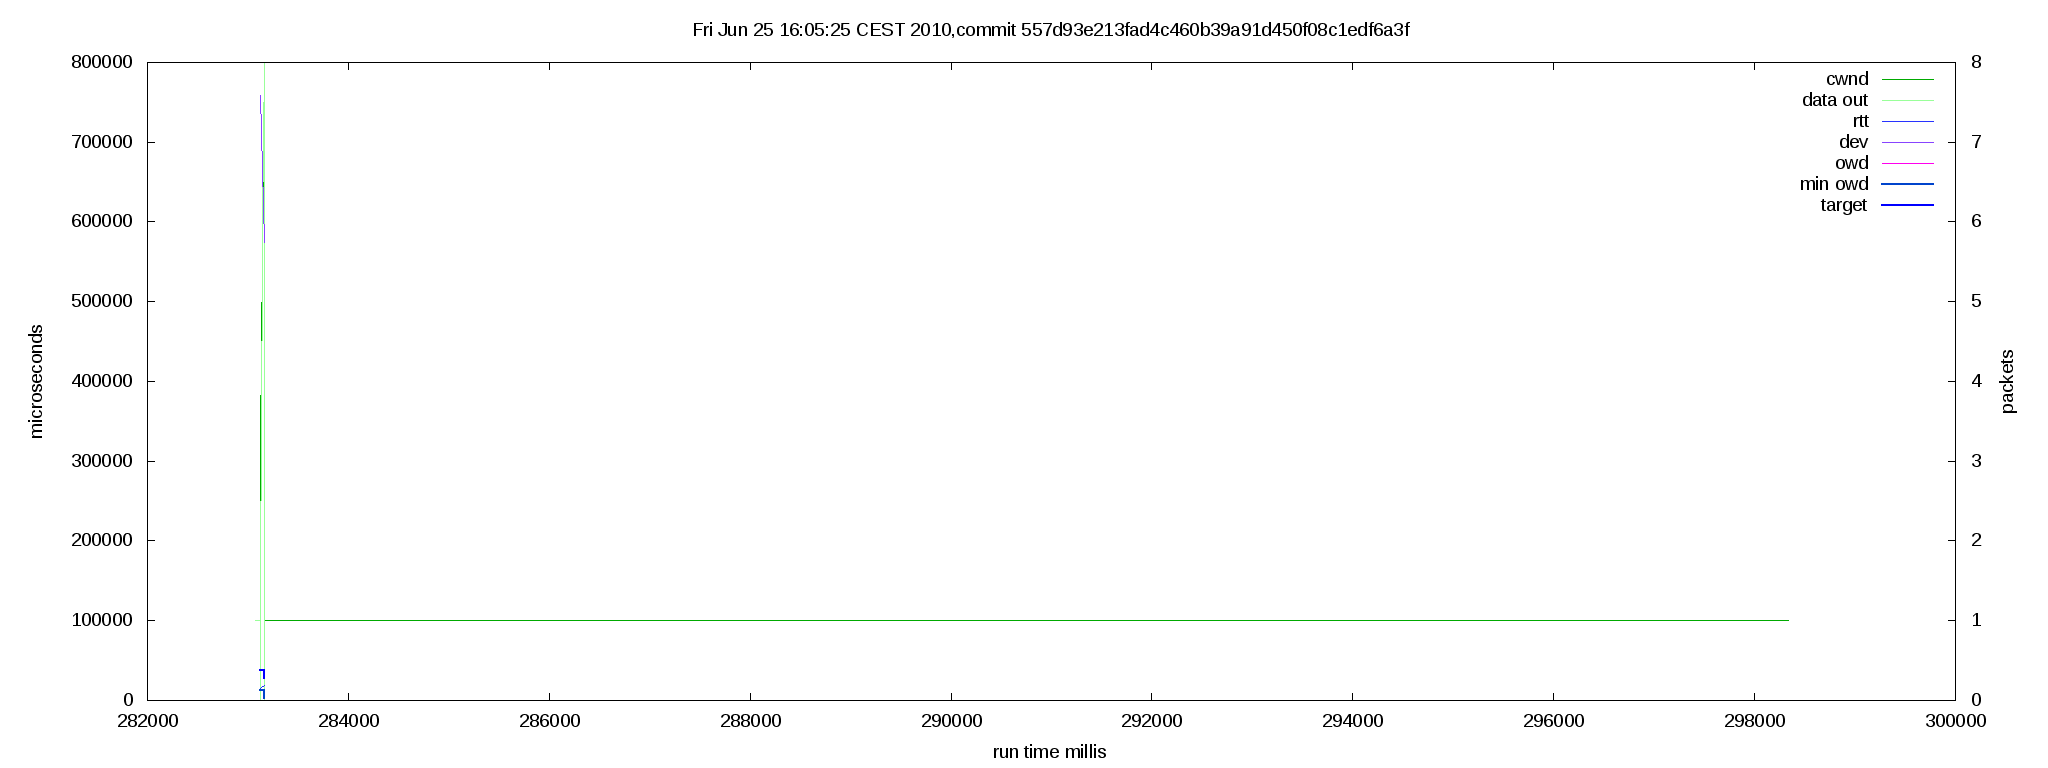 Fri Jun 25 16:05:25 CEST 2010,commit 557d93e213fad4c460b39a91d450f08c1edf6a3f
800000
700000
600000
500000
400000
300000
200000
100000
0
microseconds
8
7
6
5
4
3
2
1
0
packets
cwnd
data out
rtt
dev
owd
min owd
target
282000 284000 286000 288000 290000 292000 294000 296000 298000 300000
run time millis